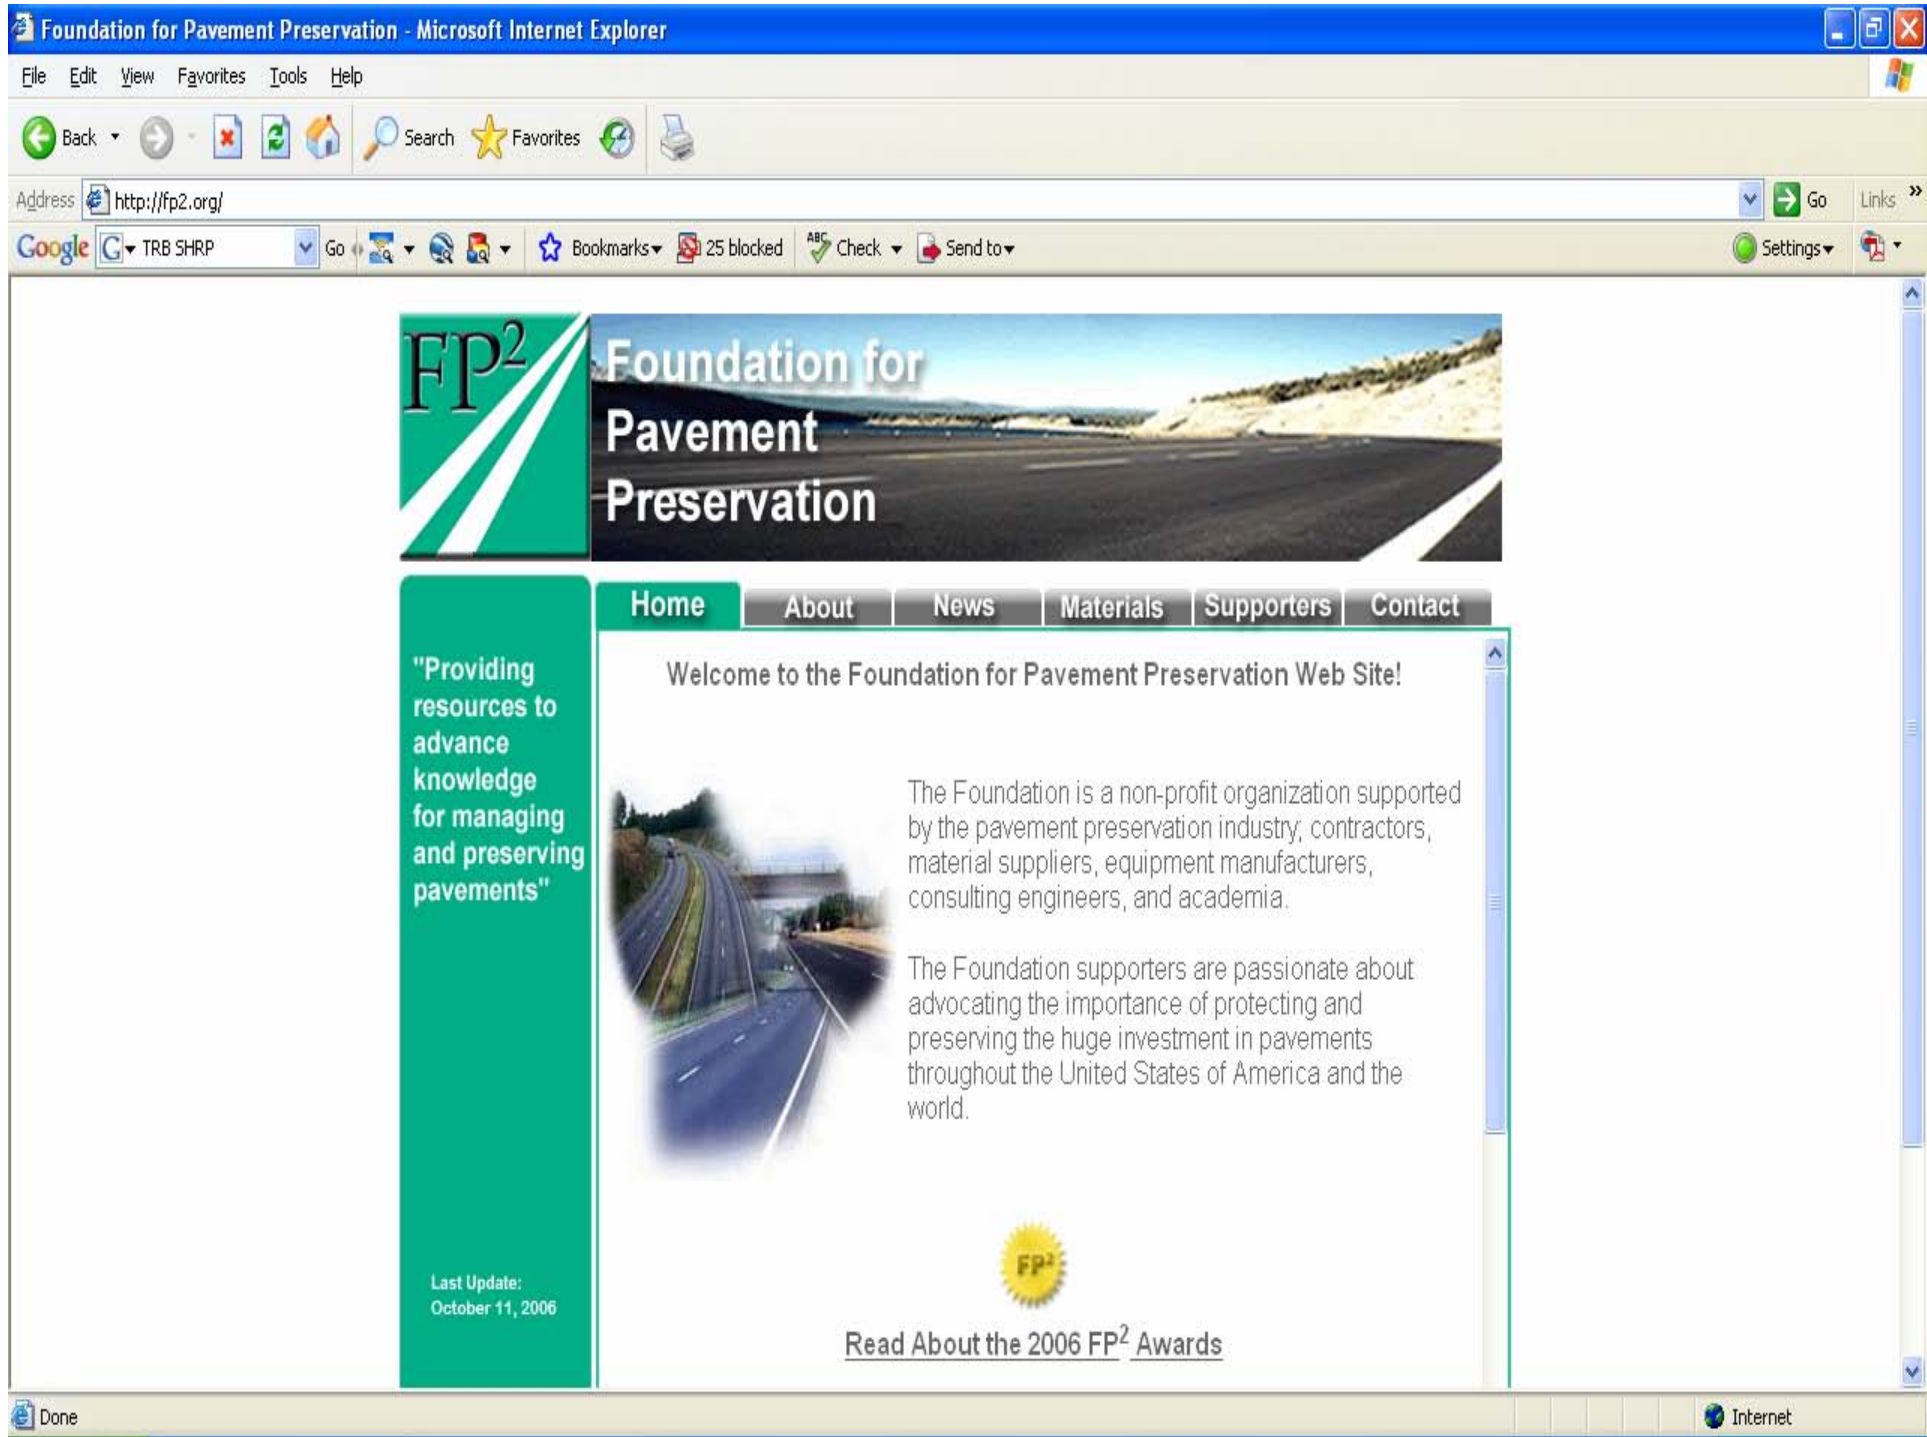 Foundation for Pavement Preservation - Microsoft Internet Explorer
File Edit View Favorites Tools Help
Back Search Favorites
Address http://fp2.org/ Go Links »
Google G TRB SHRP Go Bookmarks 25 blocked ABC Check Send to Settings
FP²
Foundation for
Pavement
Preservation
Home About News Materials Supporters Contact
"Providing
resources to
advance
knowledge
for managing
and preserving
pavements"
Last Update:
October 11, 2006
Welcome to the Foundation for Pavement Preservation Web Site!
The Foundation is a non-profit organization supported
by the pavement preservation industry; contractors,
material suppliers, equipment manufacturers,
consulting engineers, and academia.
The Foundation supporters are passionate about
advocating the importance of protecting and
preserving the huge investment in pavements
throughout the United States of America and the
world.
FP²
Read About the 2006 FP² Awards
Done Internet